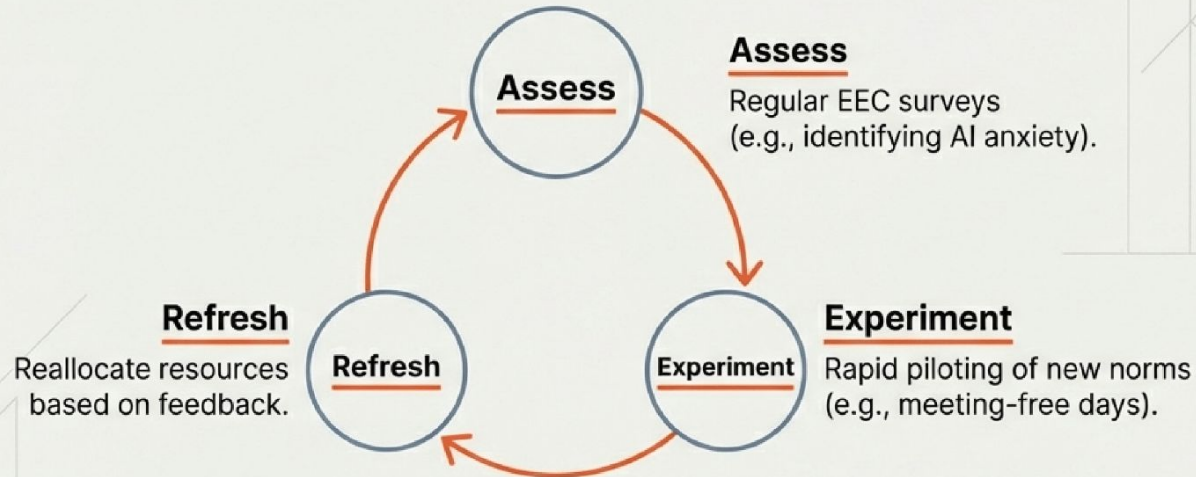 Assess
Assess
Regular EEC surveys
(e.g., identifying AI anxiety).
Refresh
Reallocate resources
based on feedback.
Refresh
Experiment
Experiment
Rapid piloting of new norms
(e.g., meeting-free days).